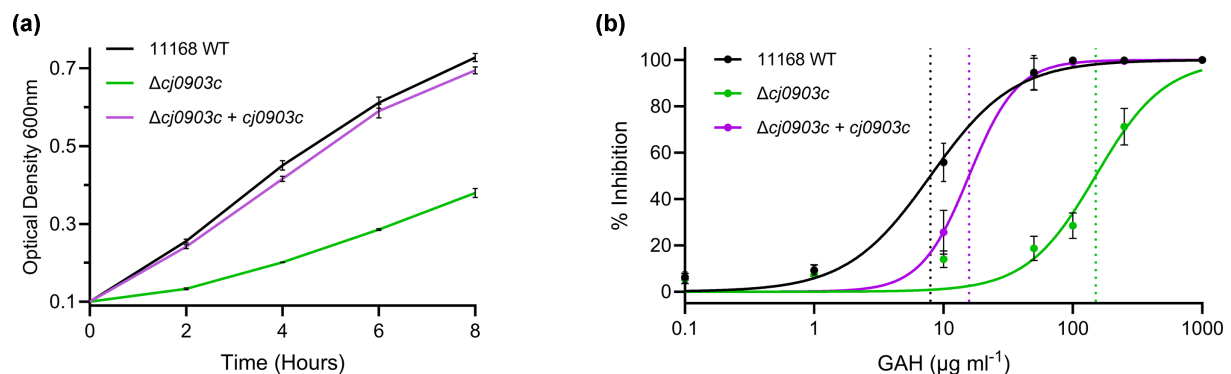 (a)
11168 WT
Δcj0903c
Δcj0903c + cj0903c
Optical Density 600nm
0.7
0.5
0.3
0.1
0 2 4 6 8
Time (Hours)
(b)
11168 WT
Δcj0903c
Δcj0903c + cj0903c
% Inhibition
100
80
60
40
20
0
0.1 1 10 100 1000
GAH (µg ml⁻¹)